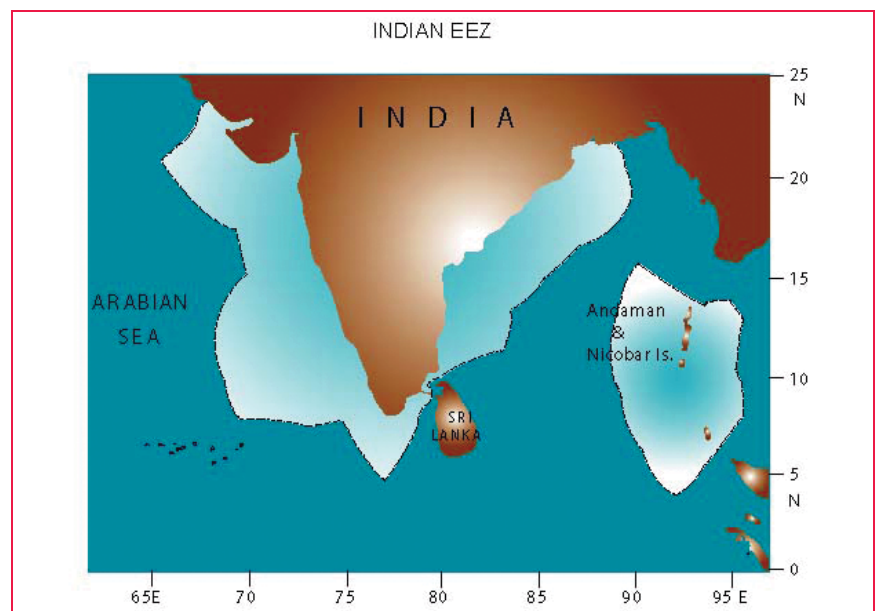 INDIAN EEZ
INDIA
ARABIAN
SEA
Andaman
&
Nicobar Is.
SRI
LANKA
25
N
20
15
10
5
N
0
65E
70
75
80
85
90
95 E